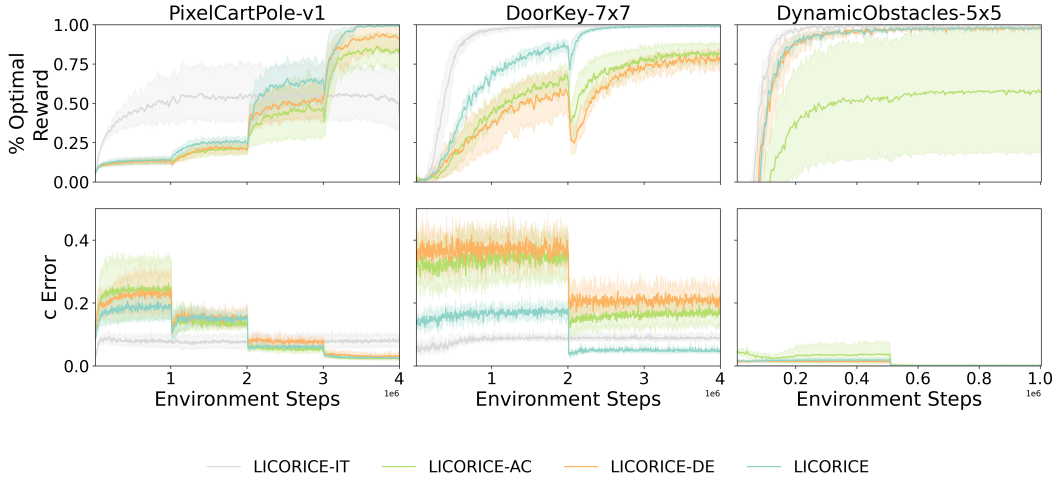 PixelCartPole-v1
DoorKey-7x7
DynamicObstacles-5x5
% Optimal
Reward
1.00
0.75
0.50
0.25
0.00
c Error
0.4
0.2
0.0
1 2 3 4
1e6
Environment Steps
1 2 3 4
1e6
Environment Steps
0.2 0.4 0.6 0.8 1.0
1e6
Environment Steps
LICORICE-IT LICORICE-AC LICORICE-DE LICORICE